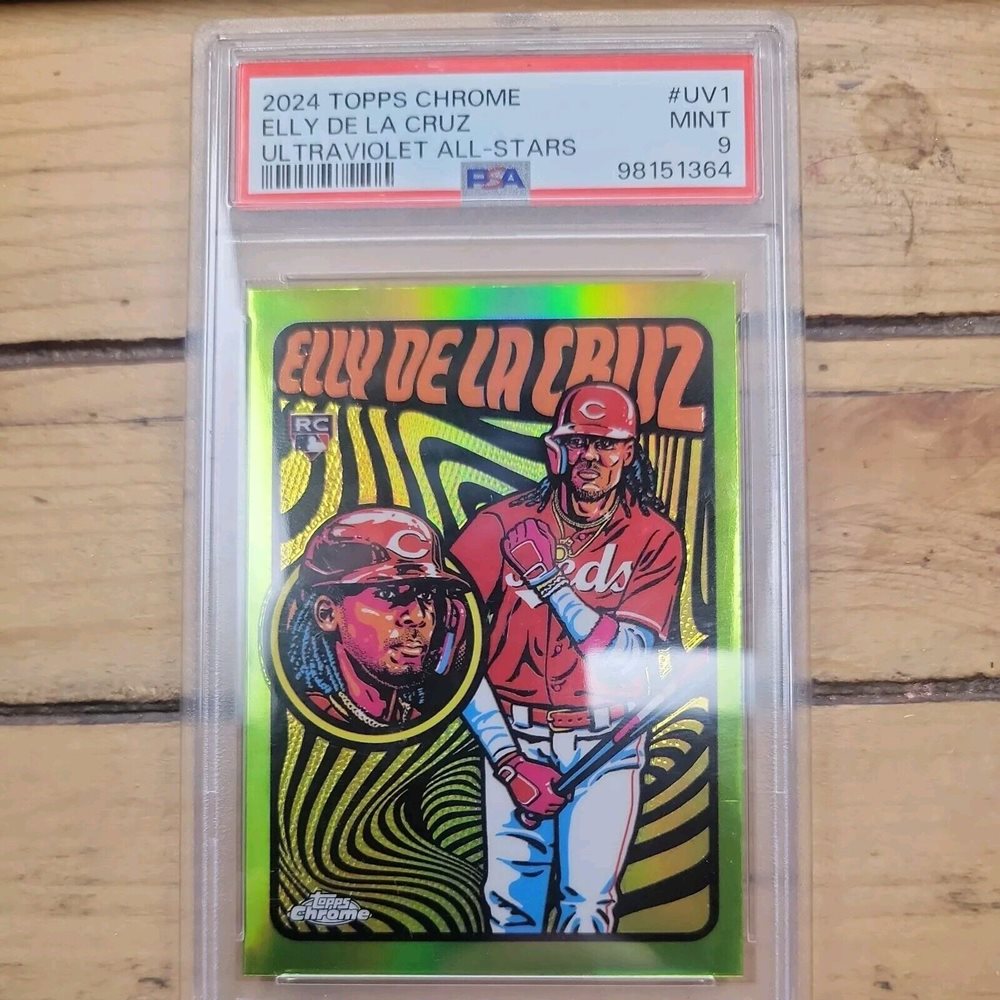 2024 TOPPS CHROME #UV1
ELLY DE LA CRUZ MINT
ULTRAVIOLET ALL-STARS 9
PSA 98151364
ELLY DE LA CRUZ
RC
C
C
eds
topps
Chrome